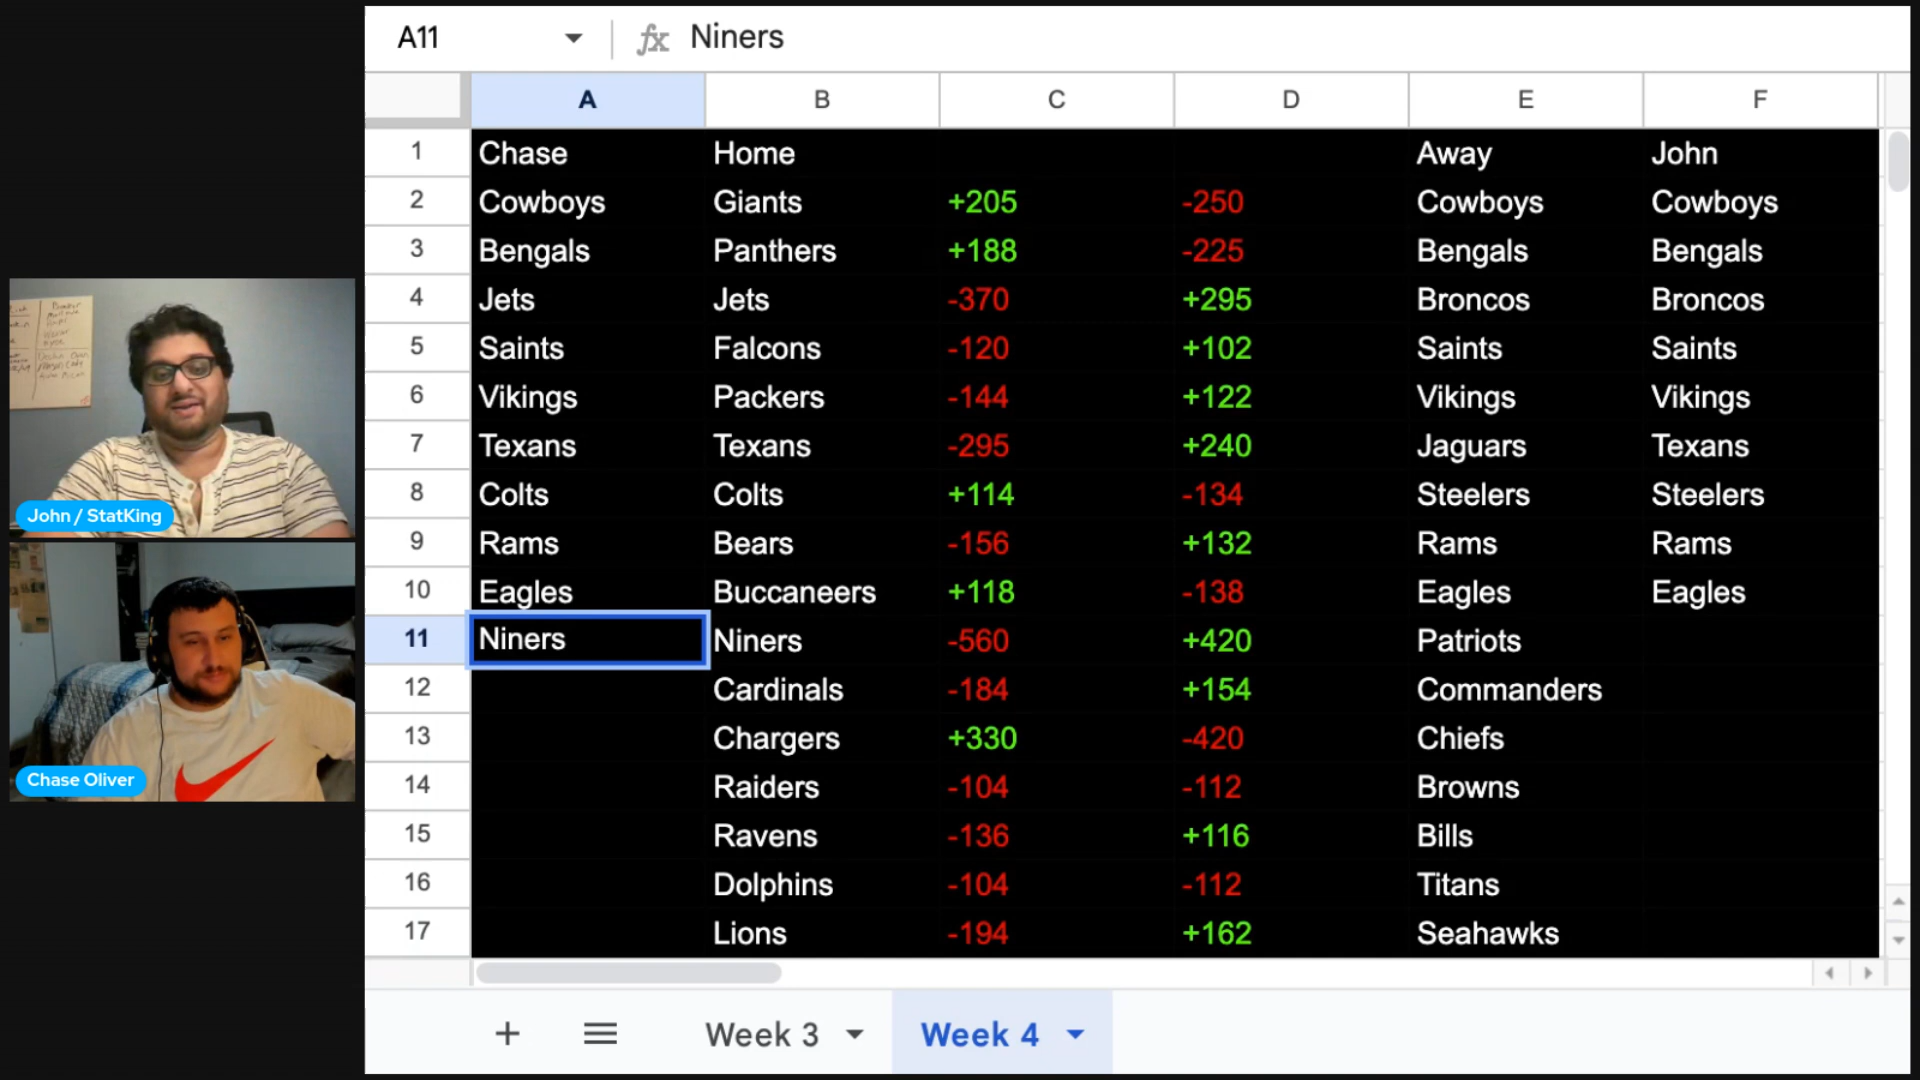 A11 fx Niners
A B C D E F
1 Chase Home Away John
2 Cowboys Giants +205 -250 Cowboys Cowboys
3 Bengals Panthers +188 -225 Bengals Bengals
4 Jets Jets -370 +295 Broncos Broncos
5 Saints Falcons -120 +102 Saints Saints
6 Vikings Packers -144 +122 Vikings Vikings
7 Texans Texans -295 +240 Jaguars Texans
8 Colts Colts +114 -134 Steelers Steelers
9 Rams Bears -156 +132 Rams Rams
10 Eagles Buccaneers +118 -138 Eagles Eagles
11 Niners Niners -560 +420 Patriots
12 Cardinals -184 +154 Commanders
13 Chargers +330 -420 Chiefs
14 Raiders -104 -112 Browns
15 Ravens -136 +116 Bills
16 Dolphins -104 -112 Titans
17 Lions -194 +162 Seahawks
Week 3 Week 4
John / StatKing
Chase Oliver